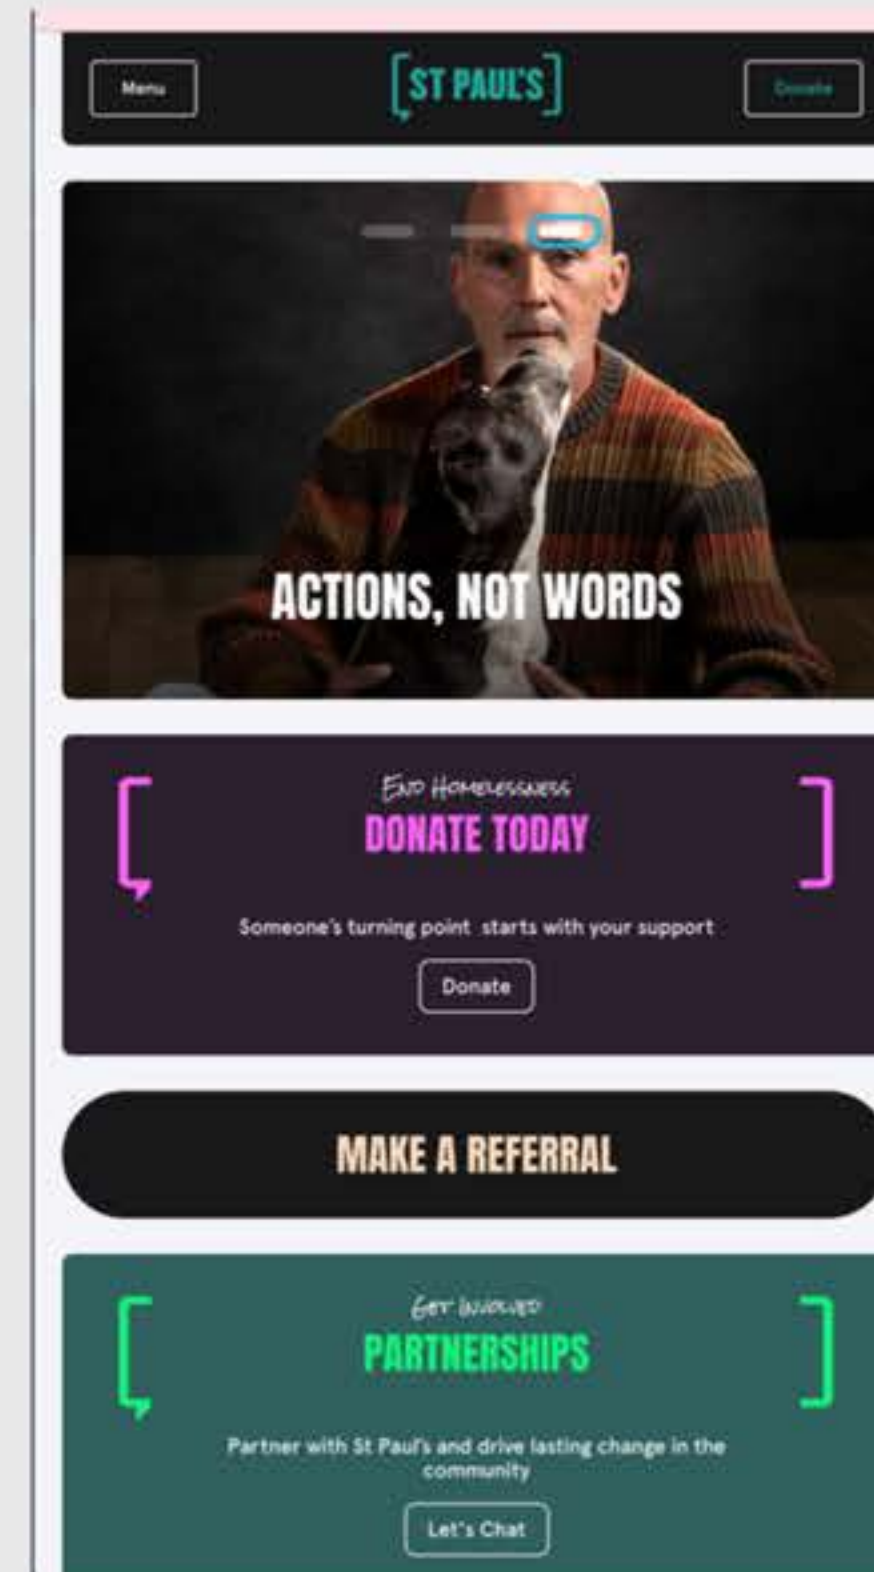 Menu
ST PAUL'S
Donate
ACTIONS, NOT WORDS
END HOMELESSNESS
DONATE TODAY
Someone's turning point starts with your support
Donate
MAKE A REFERRAL
GET INVOLVED
PARTNERSHIPS
Partner with St Paul's and drive lasting change in the
community
Let's Chat